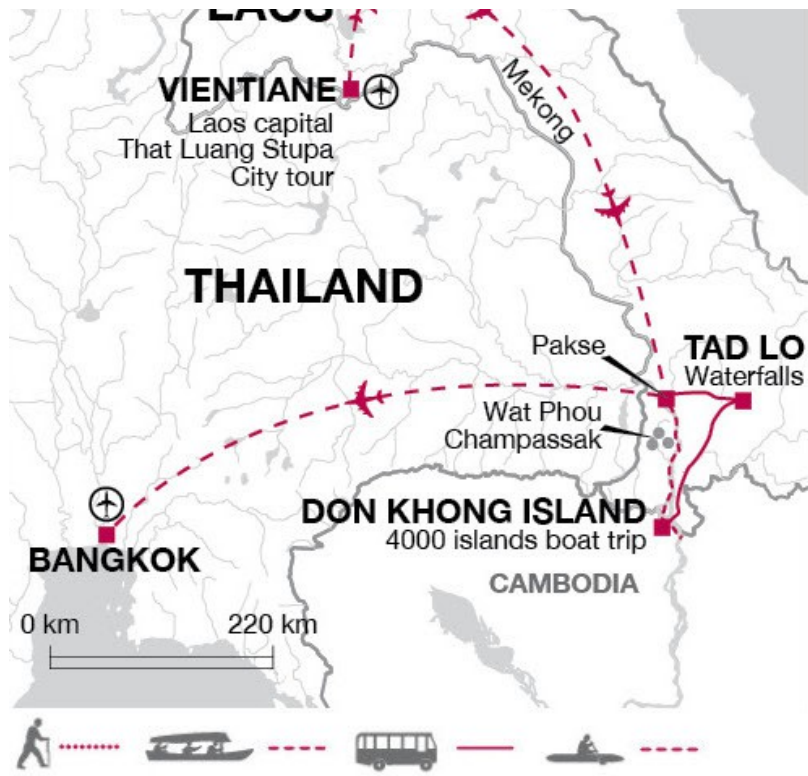 LAOS
VIENTIANE
Laos capital
That Luang Stupa
City tour
Mekong
THAILAND
Pakse
TAD LO
Waterfalls
Wat Phou
Champassak
DON KHONG ISLAND
4000 islands boat trip
BANGKOK
CAMBODIA
0 km
220 km